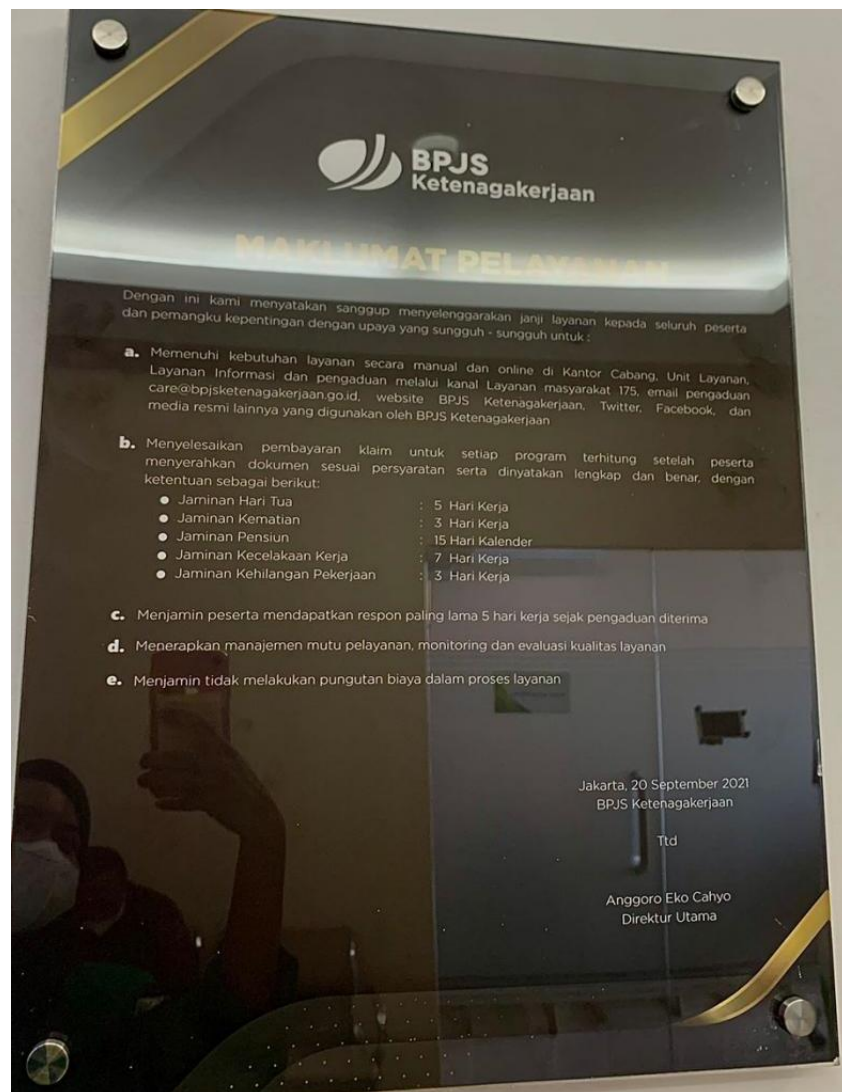 BPJS
Ketenagakerjaan
MAKLUMAT PELAYANAN
Dengan ini kami menyatakan sanggup menyelenggarakan janji layanan kepada seluruh peserta
dan pemangku kepentingan dengan upaya yang sungguh - sungguh untuk :
a. Memenuhi kebutuhan layanan secara manual dan online di Kantor Cabang, Unit Layanan,
Layanan Informasi dan pengaduan melalui kanal Layanan masyarakat 175, email pengaduan
care@bpjsketenagakerjaan.go.id, website BPJS Ketenagakerjaan, Twitter, Facebook, dan
media resmi lainnya yang digunakan oleh BPJS Ketenagakerjaan
b. Menyelesaikan pembayaran klaim untuk setiap program terhitung setelah peserta
menyerahkan dokumen sesuai persyaratan serta dinyatakan lengkap dan benar, dengan
ketentuan sebagai berikut:
● Jaminan Hari Tua : 5 Hari Kerja
● Jaminan Kematian : 3 Hari Kerja
● Jaminan Pensiun : 15 Hari Kalender
● Jaminan Kecelakaan Kerja : 7 Hari Kerja
● Jaminan Kehilangan Pekerjaan : 3 Hari Kerja
c. Menjamin peserta mendapatkan respon paling lama 5 hari kerja sejak pengaduan diterima
d. Menerapkan manajemen mutu pelayanan, monitoring dan evaluasi kualitas layanan
e. Menjamin tidak melakukan pungutan biaya dalam proses layanan
Jakarta, 20 September 2021
BPJS Ketenagakerjaan
Ttd
Anggoro Eko Cahyo
Direktur Utama